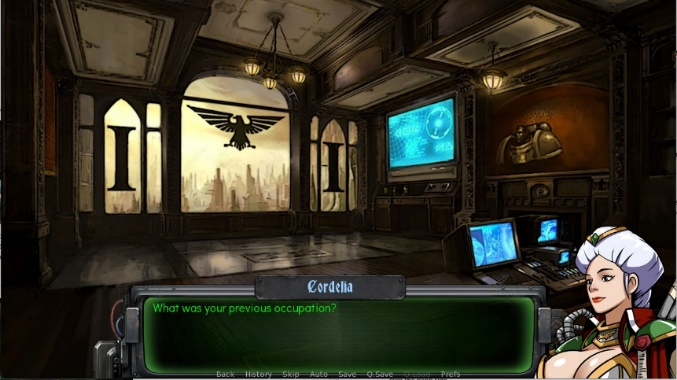 I
I
Cordelia
What was your previous occupation?
Back History Skip Auto Save Q.Save Q.Load Prefs